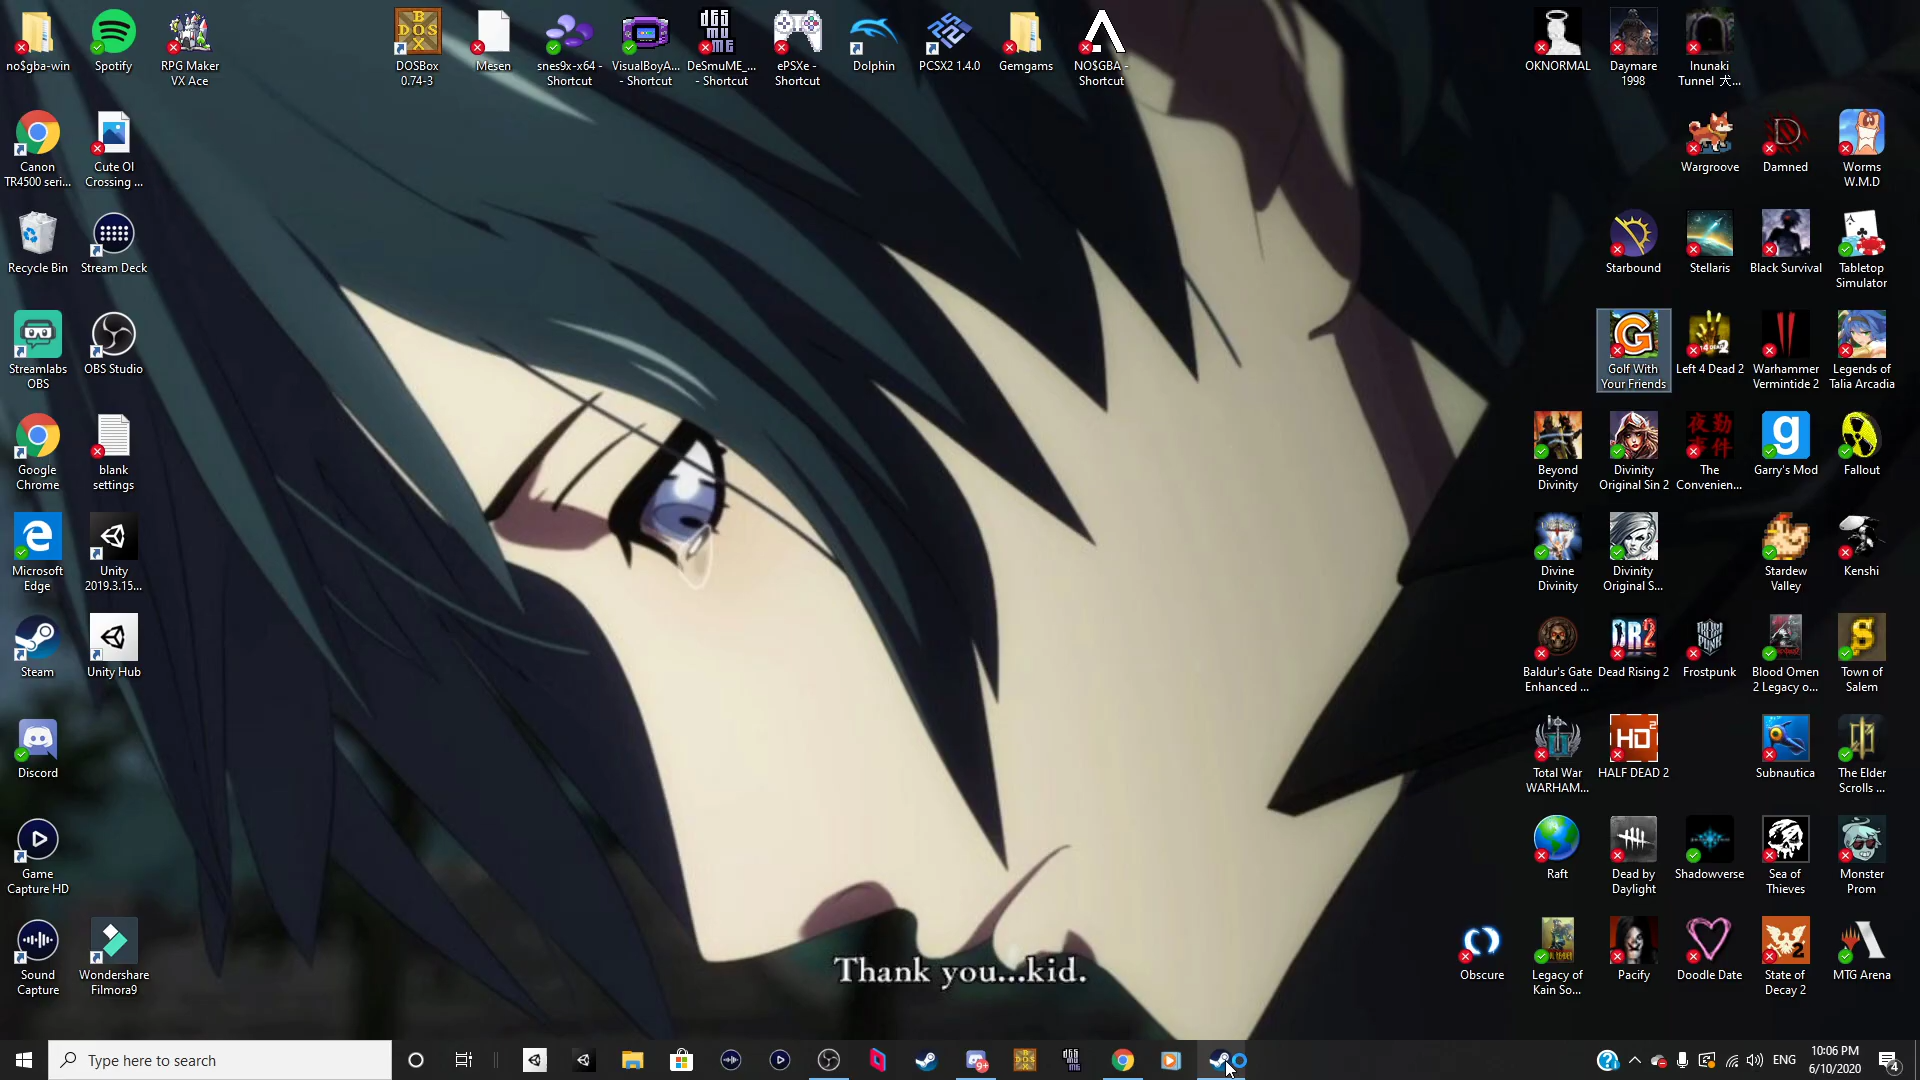 no$gba-win
Spotify
RPG Maker
VX Ace
DOSBox
0.74-3
Mesen
snes9x-x64 -
Shortcut
VisualBoyA...
- Shortcut
DeSmuME_...
- Shortcut
ePSXe -
Shortcut
Dolphin
PCSX2 1.4.0
Gemgams
NO$GBA -
Shortcut
OKNORMAL
Daymare
1998
Inunaki
Tunnel 犬...
Canon
TR4500 seri...
Cute Ol
Crossing ...
Wargroove
Damned
Worms
W.M.D
Recycle Bin
Stream Deck
Starbound
Stellaris
Black Survival
Tabletop
Simulator
Streamlabs
OBS
OBS Studio
Golf With
Your Friends
Left 4 Dead 2
Warhammer
Vermintide 2
Legends of
Talia Arcadia
Google
Chrome
blank
settings
Beyond
Divinity
Divinity
Original Sin 2
夜勤
事件
The
Convenien...
Garry's Mod
Fallout
Microsoft
Edge
Unity
2019.3.15...
Divine
Divinity
Divinity
Original S...
Stardew
Valley
Kenshi
Steam
Unity Hub
Baldur's Gate
Enhanced ...
Dead Rising 2
Frostpunk
Blood Omen
2 Legacy o...
Town of
Salem
Discord
Total War
WARHAM...
HALF DEAD 2
Subnautica
The Elder
Scrolls ...
Game
Capture HD
Raft
Dead by
Daylight
Shadowverse
Sea of
Thieves
Monster
Prom
Sound
Capture
Wondershare
Filmora9
Obscure
Legacy of
Kain So...
Pacify
Doodle Date
State of
Decay 2
MTG Arena
Thank you...kid.
Type here to search
ENG
10:06 PM
6/10/2020
4